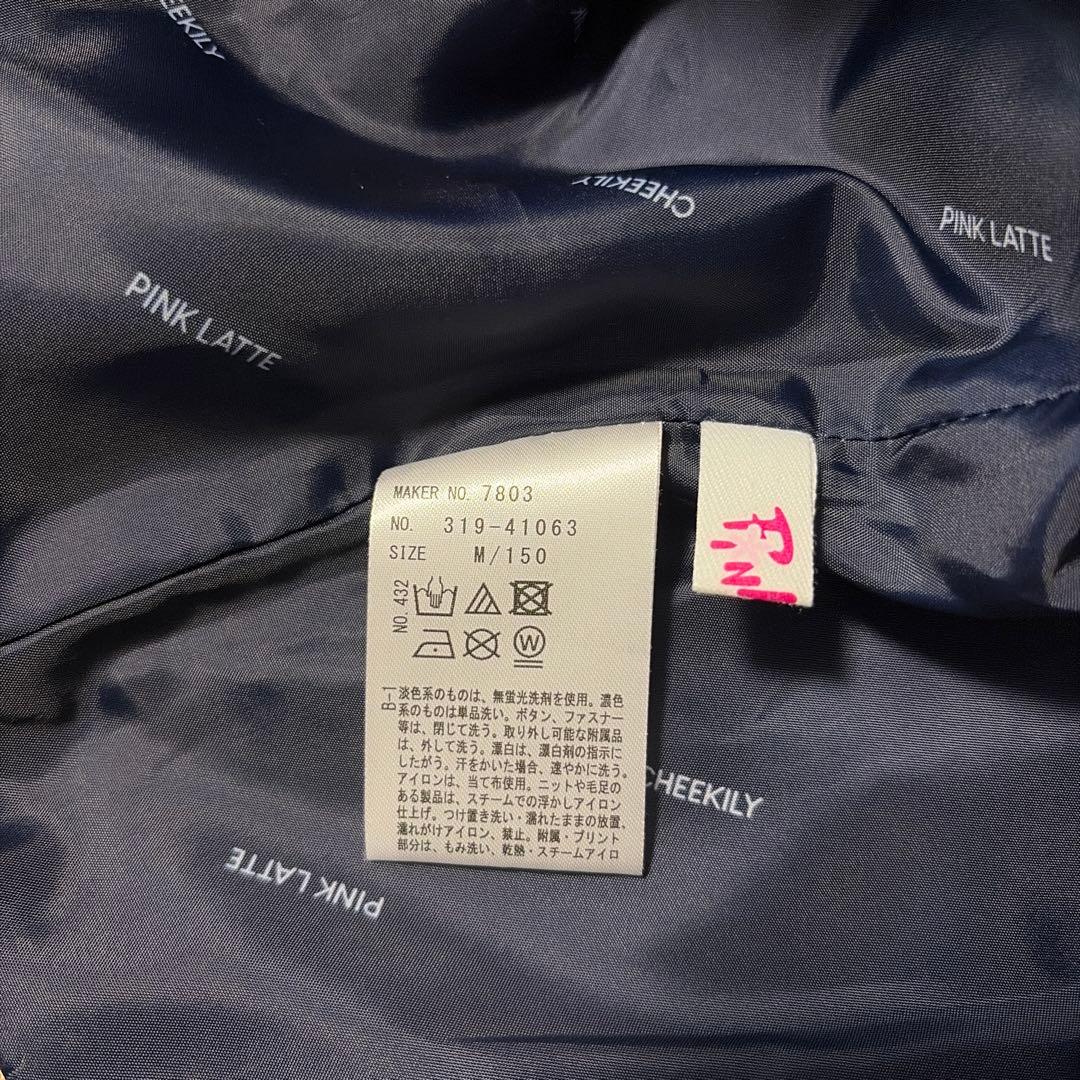 CHEEKILY
PINK LATTE
PINK LATTE
MAKER NO. 7803
NO. 319-41063
SIZE M/150
NO.432
W
B-1
淡色系のものは、無蛍光洗剤を使用。濃色
系のものは単品洗い。ボタン、ファスナー
等は、閉じて洗う。取り外し可能な附属品
は、外して洗う。漂白は、漂白剤の指示に
したがう。汗をかいた場合、速やかに洗う。
アイロンは、当て布使用。ニットや毛足の
ある製品は、スチームでの浮かしアイロン
仕上げ。つけ置き洗い・濡れたままの放置、
濡れがけアイロン、禁止。附属・プリント
部分は、もみ洗い、乾熱・スチームアイロ
CHEEKILY
PINK LATTE